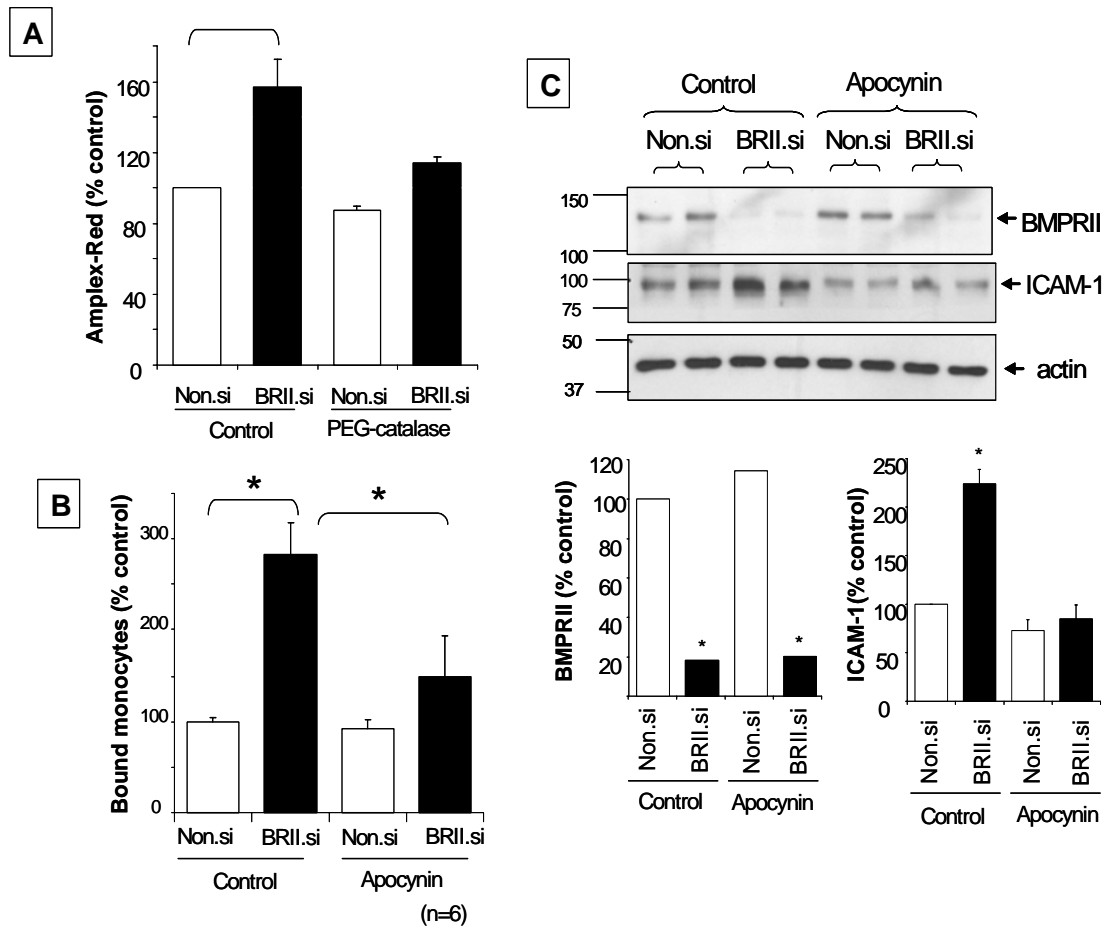 A
Amplex-Red (% control)
160
120
80
40
0
Non.si BRII.si Non.si BRII.si
Control PEG-catalase
B
Bound monocytes (% control)
* *
300
200
100
0
Non.si BRII.si Non.si BRII.si
Control Apocynin
(n=6)
C
Control Apocynin
Non.si BRII.si Non.si BRII.si
150
BMPRII
100
100
ICAM-1
75
50
actin
37
BMPRII (% control)
120
100
80
60
40
20
* *
Non.si BRII.si Non.si BRII.si
Control Apocynin
ICAM-1 (% control)
250
200
150
100
50
0
*
Non.si BRII.si Non.si BRII.si
Control Apocynin